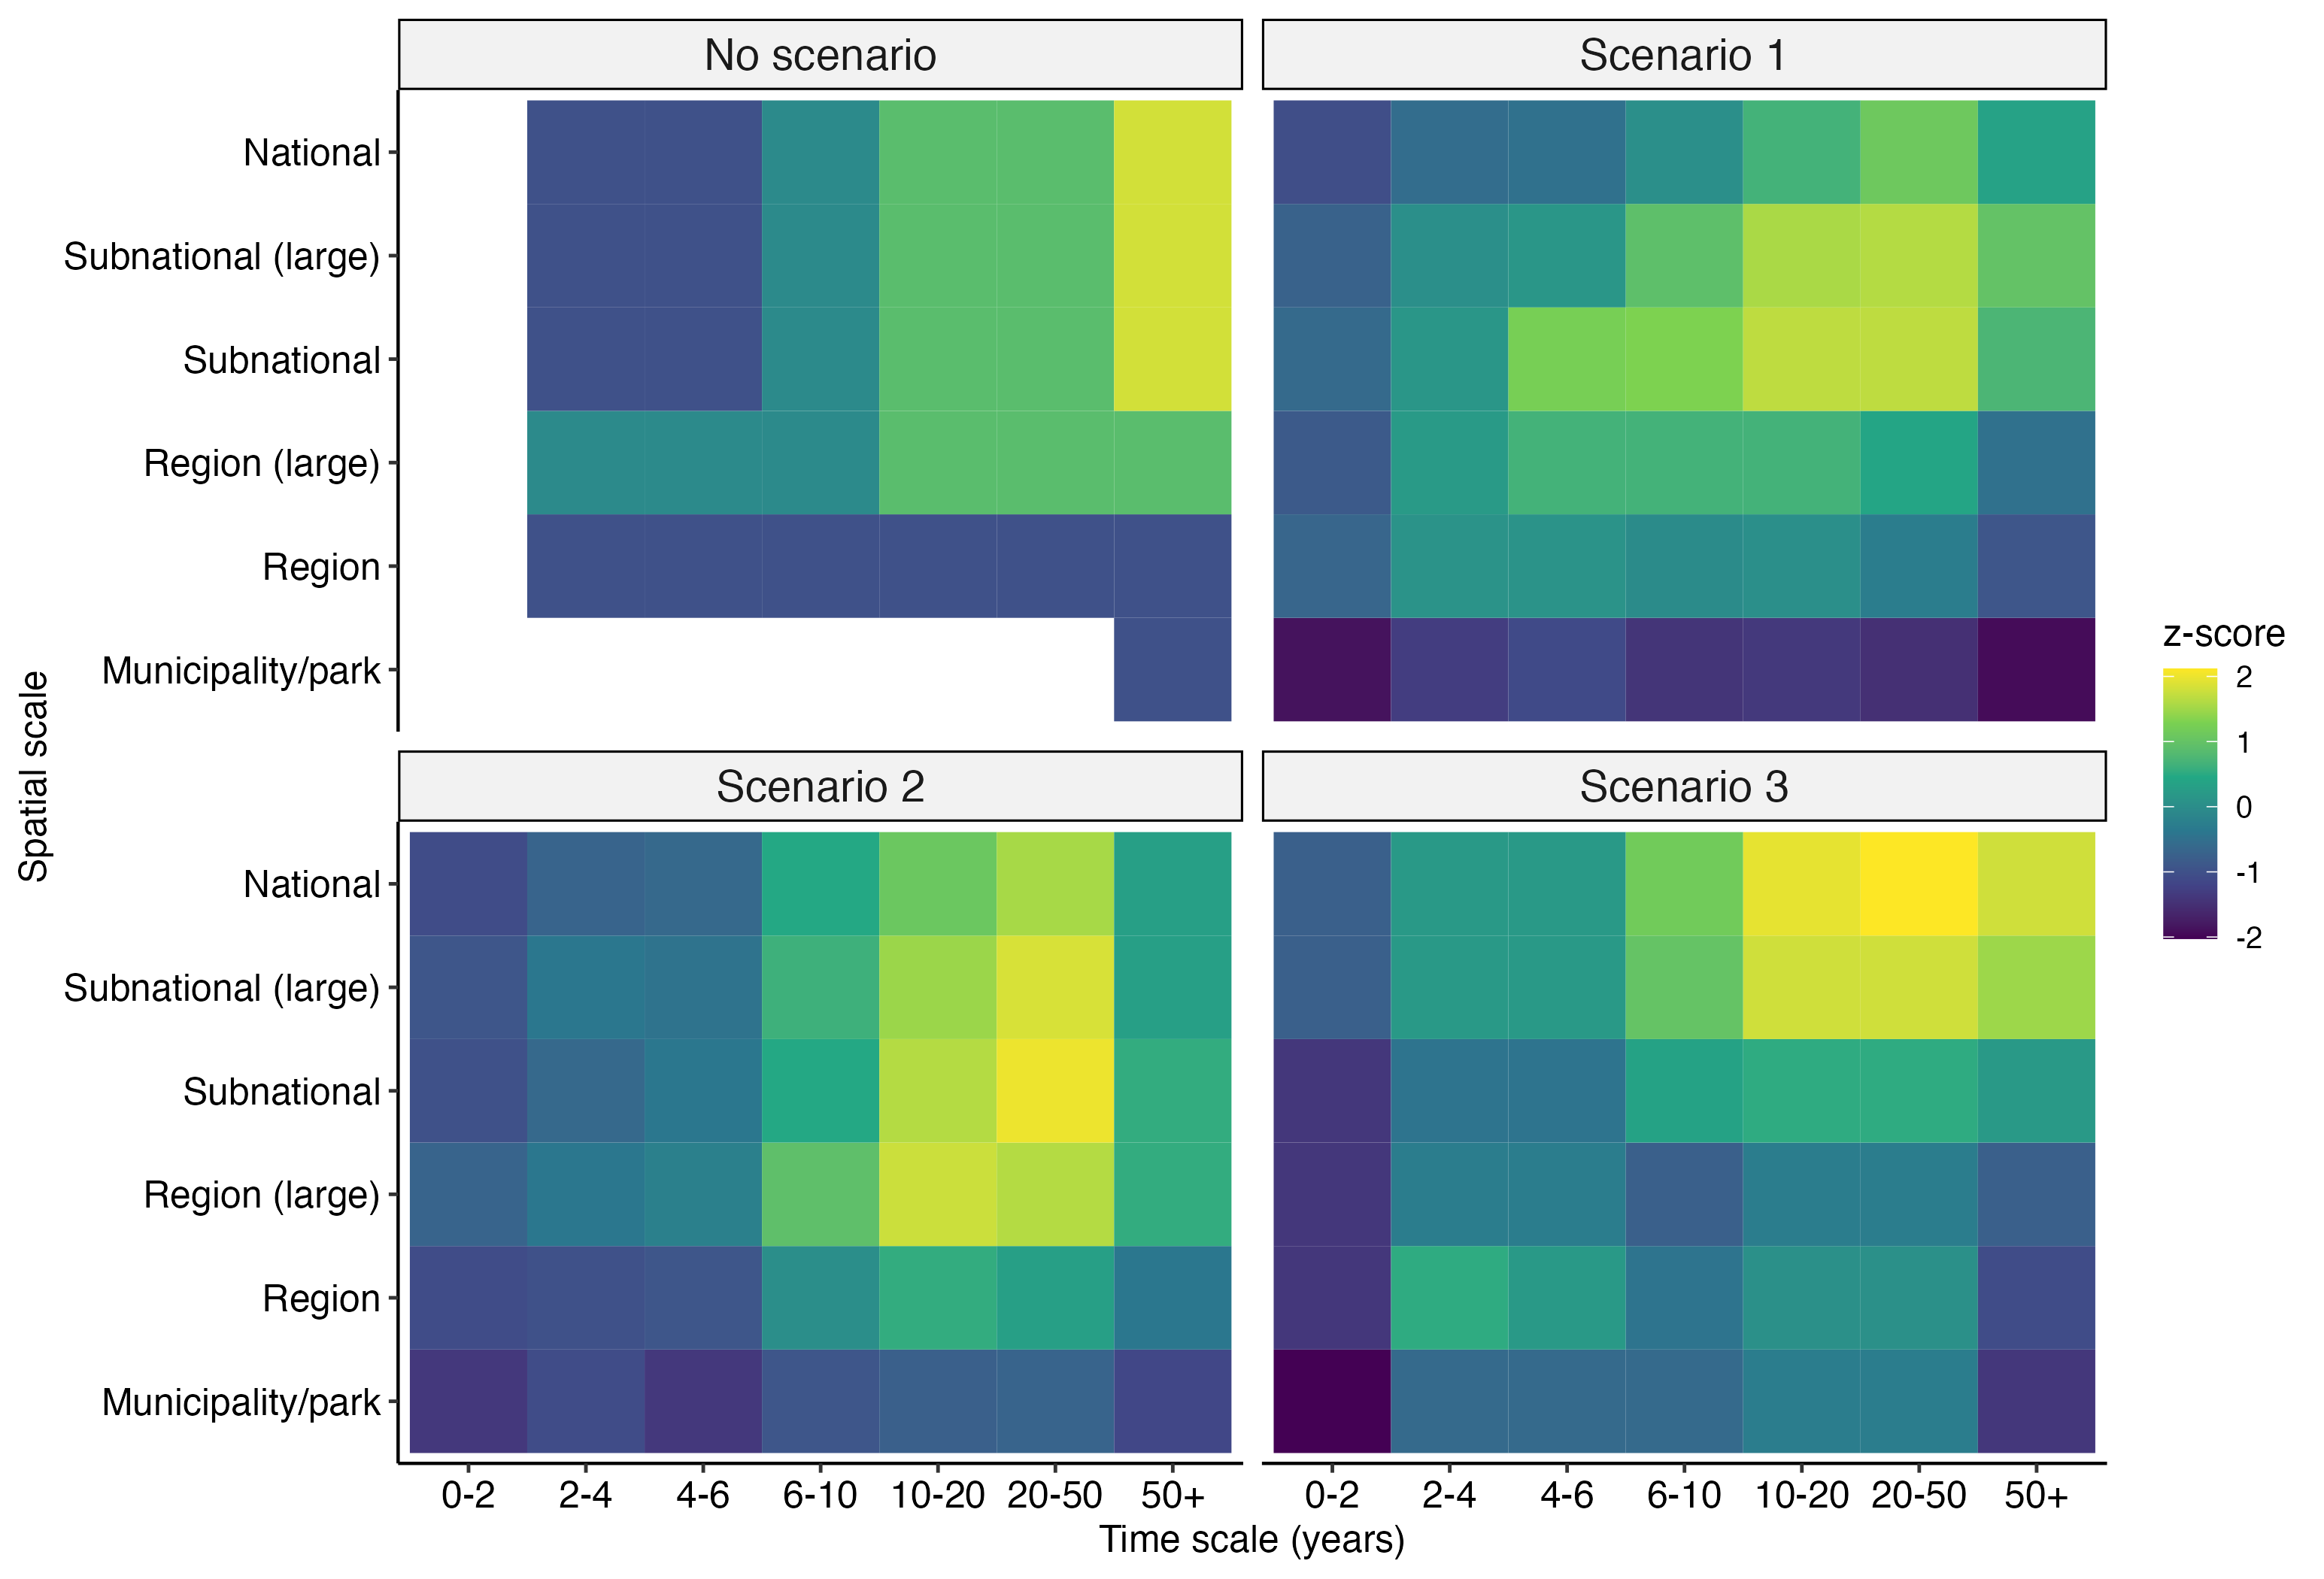 No scenario
Scenario 1
National
Subnational (large)
Subnational
Region (large)
Region
Municipality/park
Scenario 2
Scenario 3
National
Subnational (large)
Subnational
Region (large)
Region
Municipality/park
0-2 2-4 4-6 6-10 10-20 20-50 50+
0-2 2-4 4-6 6-10 10-20 20-50 50+
Time scale (years)
Spatial scale
z-score
2
1
0
-1
-2